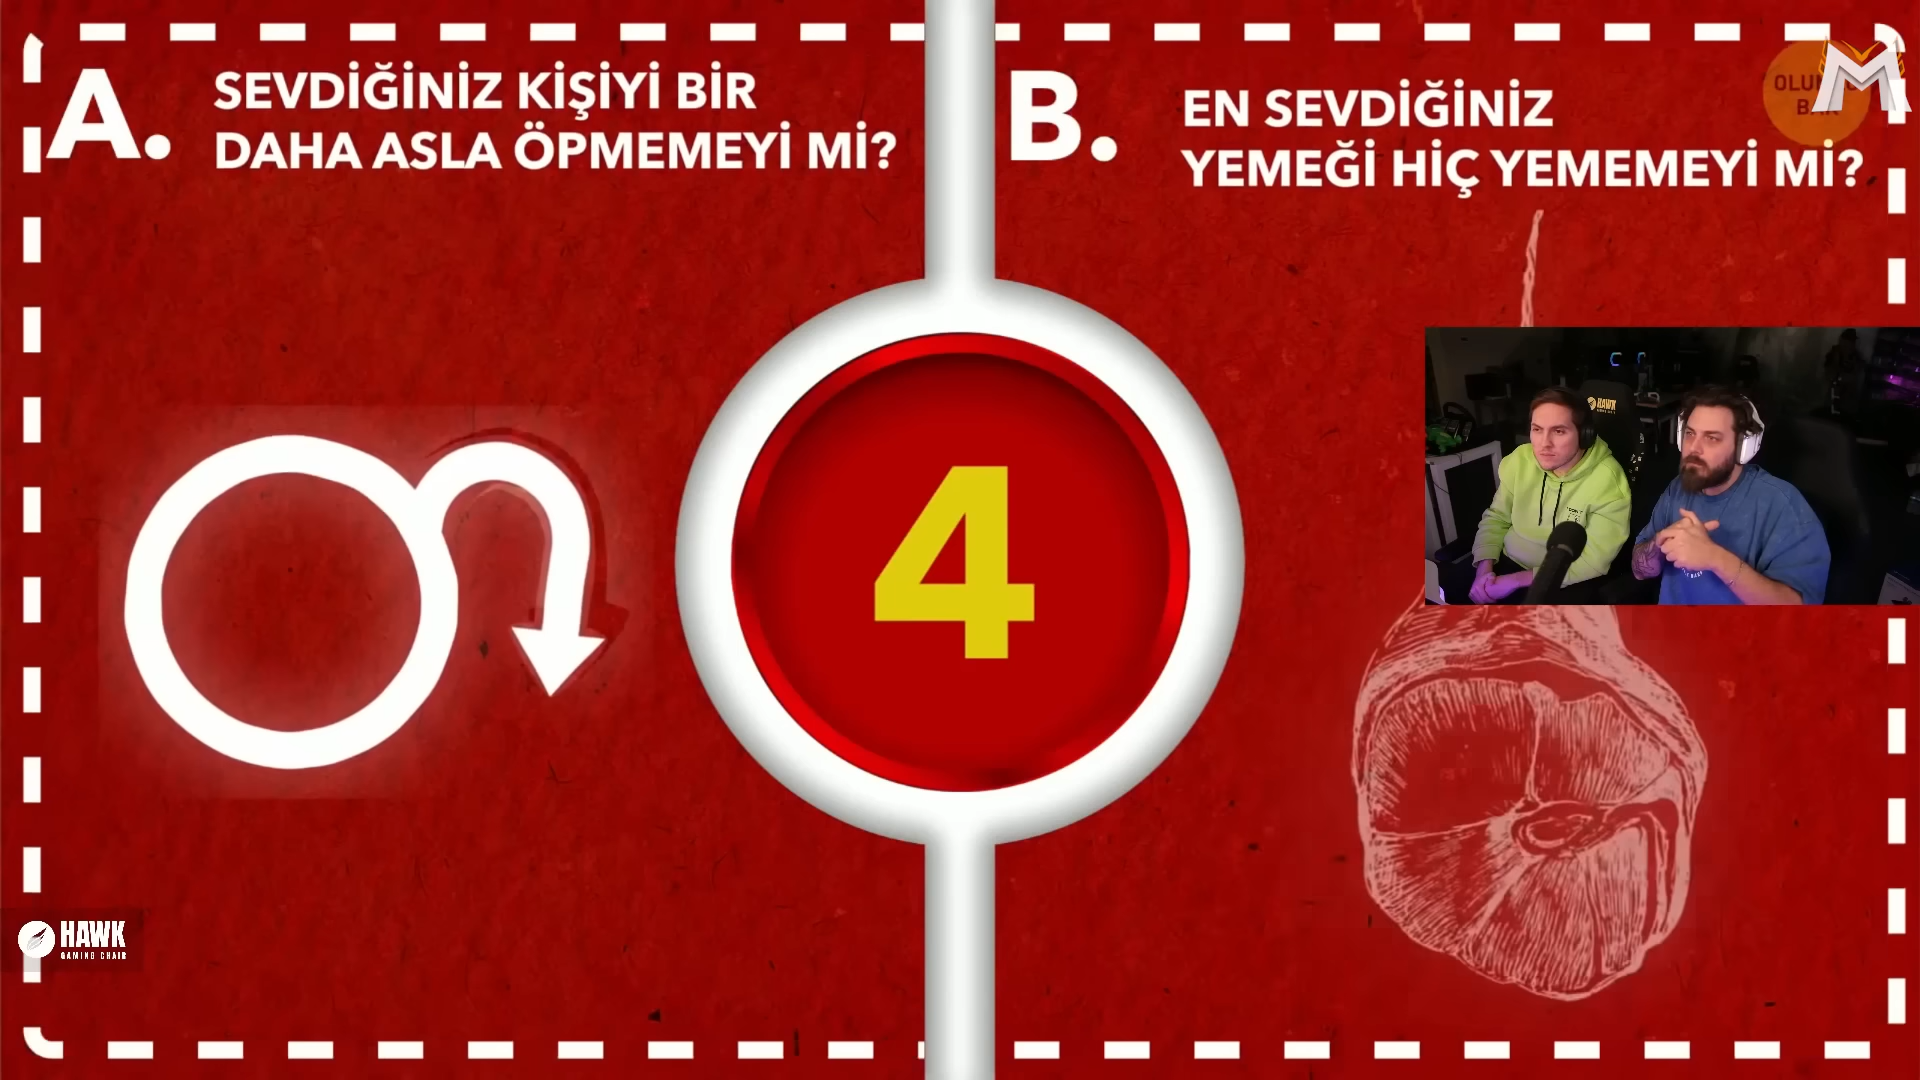 A.
SEVDİĞİNİZ KİŞİYİ BİR
DAHA ASLA ÖPMEMEYİ Mİ?
B.
EN SEVDİĞİNİZ
YEMEĞİ HİÇ YEMEMEYİ Mİ?
4
HAWK
HAWK
GAMING CHAIR